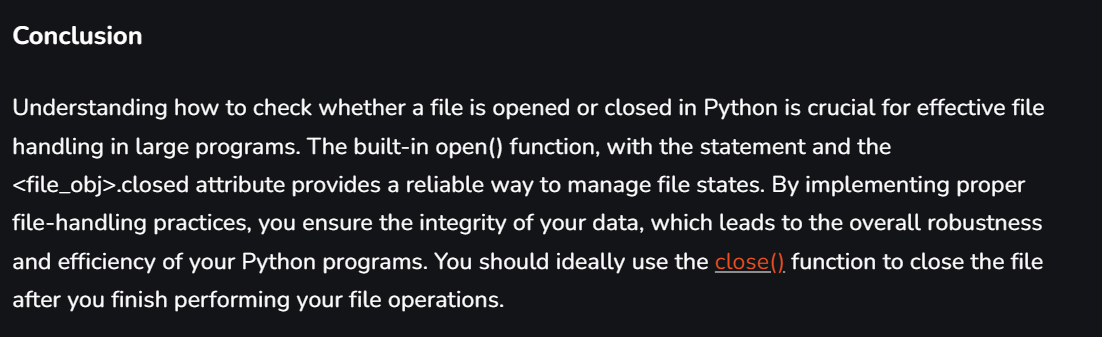 Conclusion
Understanding how to check whether a file is opened or closed in Python is crucial for effective file
handling in large programs. The built-in open() function, with the statement and the
<file_obj>.closed attribute provides a reliable way to manage file states. By implementing proper
file-handling practices, you ensure the integrity of your data, which leads to the overall robustness
and efficiency of your Python programs. You should ideally use the close() function to close the file
after you finish performing your file operations.